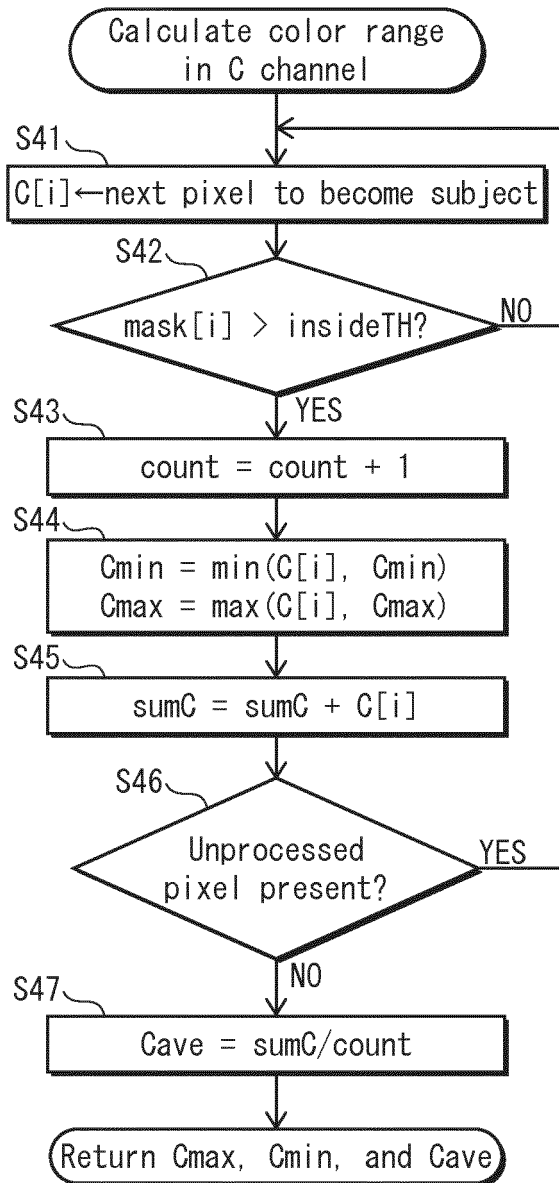 Calculate color range
in C channel
S41
C[i]←next pixel to become subject
S42
mask[i] > insideTH?
NO
YES
S43
count = count + 1
S44
Cmin = min(C[i], Cmin)
Cmax = max(C[i], Cmax)
S45
sumC = sumC + C[i]
S46
Unprocessed
pixel present?
YES
NO
S47
Cave = sumC/count
Return Cmax, Cmin, and Cave